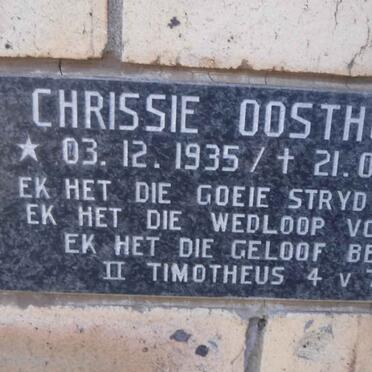 CHRISSIE OOSTH
★ 03. 12. 1935 / † 21. 0
EK HET DIE GOEIE STRYD
EK HET DIE WEDLOOP VO
EK HET DIE GELOOF BE
II TIMOTHEUS 4 v 7